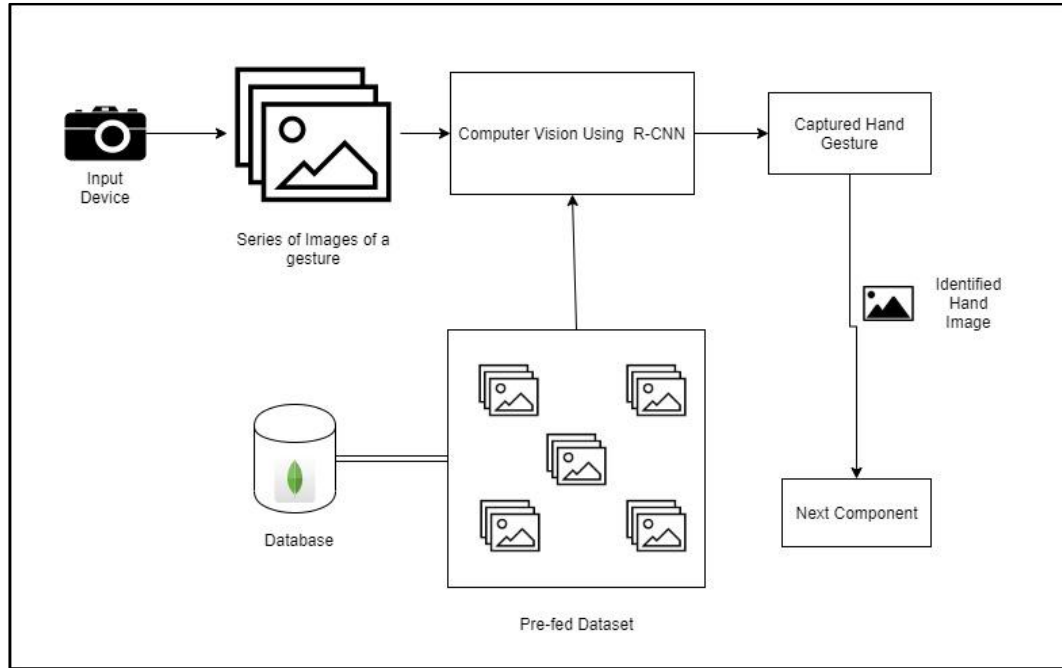 Computer Vision Using R-CNN
Captured Hand
Gesture
Input
Device
Series of Images of a
gesture
Identified
Hand
Image
Database
Next Component
Pre-fed Dataset